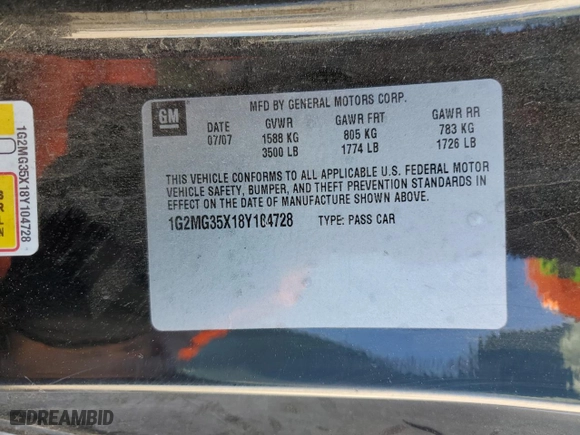 1G2MG35X18Y104728
S
R
L
N
GM
MFD BY GENERAL MOTORS CORP.
DATE GVWR GAWR FRT GAWR RR
07/07 1588 KG 805 KG 783 KG
3500 LB 1774 LB 1726 LB
THIS VEHICLE CONFORMS TO ALL APPLICABLE U.S. FEDERAL MOTOR
VEHICLE SAFETY, BUMPER, AND THEFT PREVENTION STANDARDS IN
EFFECT ON THE DATE OF MANUFACTURE SHOWN ABOVE.
1G2MG35X18Y104728 TYPE: PASS CAR
DREAMBID